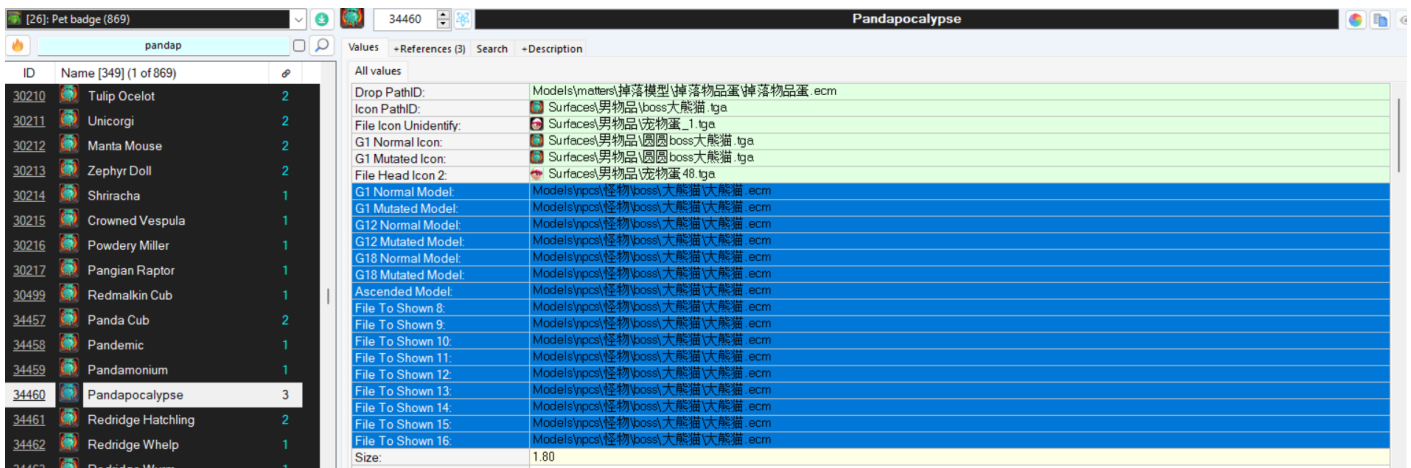 [26]: Pet badge (869)
34460
Pandapocalypse
pandap
Values +References (3) Search +Description
ID Name [349] (1 of 869)
All values
30210 Tulip Ocelot 2
30211 Unicorgi 2
30212 Manta Mouse 2
30213 Zephyr Doll 2
30214 Shriracha 1
30215 Crowned Vespula 1
30216 Powdery Miller 1
30217 Pangian Raptor 1
30499 Redmalkin Cub 1
34457 Panda Cub 2
34458 Pandemic 1
34459 Pandamonium 1
34460 Pandapocalypse 3
34461 Redridge Hatchling 2
34462 Redridge Whelp 1
34463 Redridge Wurm 1
Drop PathID: Models\matters\掉落模型\掉落物品蛋\掉落物品蛋.ecm
Icon PathID: Surfaces\男物品\boss大熊猫.tga
File Icon Unidentify: Surfaces\男物品\宠物蛋_1.tga
G1 Normal Icon: Surfaces\男物品\圆圆boss大熊猫.tga
G1 Mutated Icon: Surfaces\男物品\圆圆boss大熊猫.tga
File Head Icon 2: Surfaces\男物品\宠物蛋48.tga
G1 Normal Model: Models\npcs\怪物\boss\大熊猫\大熊猫.ecm
G1 Mutated Model: Models\npcs\怪物\boss\大熊猫\大熊猫.ecm
G12 Normal Model: Models\npcs\怪物\boss\大熊猫\大熊猫.ecm
G12 Mutated Model: Models\npcs\怪物\boss\大熊猫\大熊猫.ecm
G18 Normal Model: Models\npcs\怪物\boss\大熊猫\大熊猫.ecm
G18 Mutated Model: Models\npcs\怪物\boss\大熊猫\大熊猫.ecm
Ascended Model: Models\npcs\怪物\boss\大熊猫\大熊猫.ecm
File To Shown 8: Models\npcs\怪物\boss\大熊猫\大熊猫.ecm
File To Shown 9: Models\npcs\怪物\boss\大熊猫\大熊猫.ecm
File To Shown 10: Models\npcs\怪物\boss\大熊猫\大熊猫.ecm
File To Shown 11: Models\npcs\怪物\boss\大熊猫\大熊猫.ecm
File To Shown 12: Models\npcs\怪物\boss\大熊猫\大熊猫.ecm
File To Shown 13: Models\npcs\怪物\boss\大熊猫\大熊猫.ecm
File To Shown 14: Models\npcs\怪物\boss\大熊猫\大熊猫.ecm
File To Shown 15: Models\npcs\怪物\boss\大熊猫\大熊猫.ecm
File To Shown 16: Models\npcs\怪物\boss\大熊猫\大熊猫.ecm
Size: 1.80